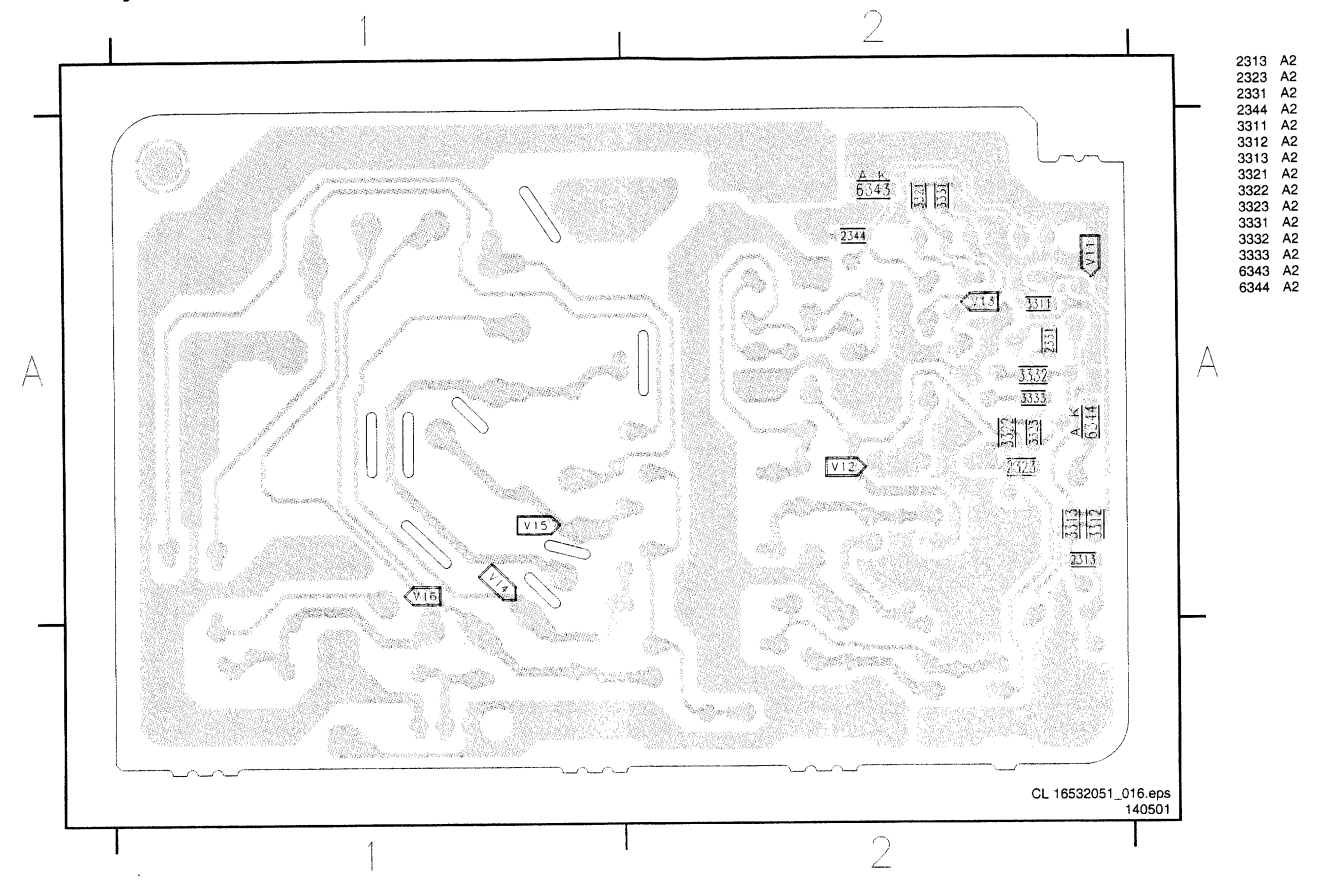 1
2
2313 A2
2323 A2
2331 A2
2344 A2
3311 A2
3312 A2
3313 A2
3321 A2
3322 A2
3323 A2
3331 A2
3332 A2
3333 A2
6343 A2
6344 A2
A K
6343
3321
3331
2344
V11
V13
3311
2331
A
A
3332
3333
A K
6344
3322
3323
V12
2323
V15
3313
3312
2313
V14
V16
CL 16532051_016.eps
140501
1
2